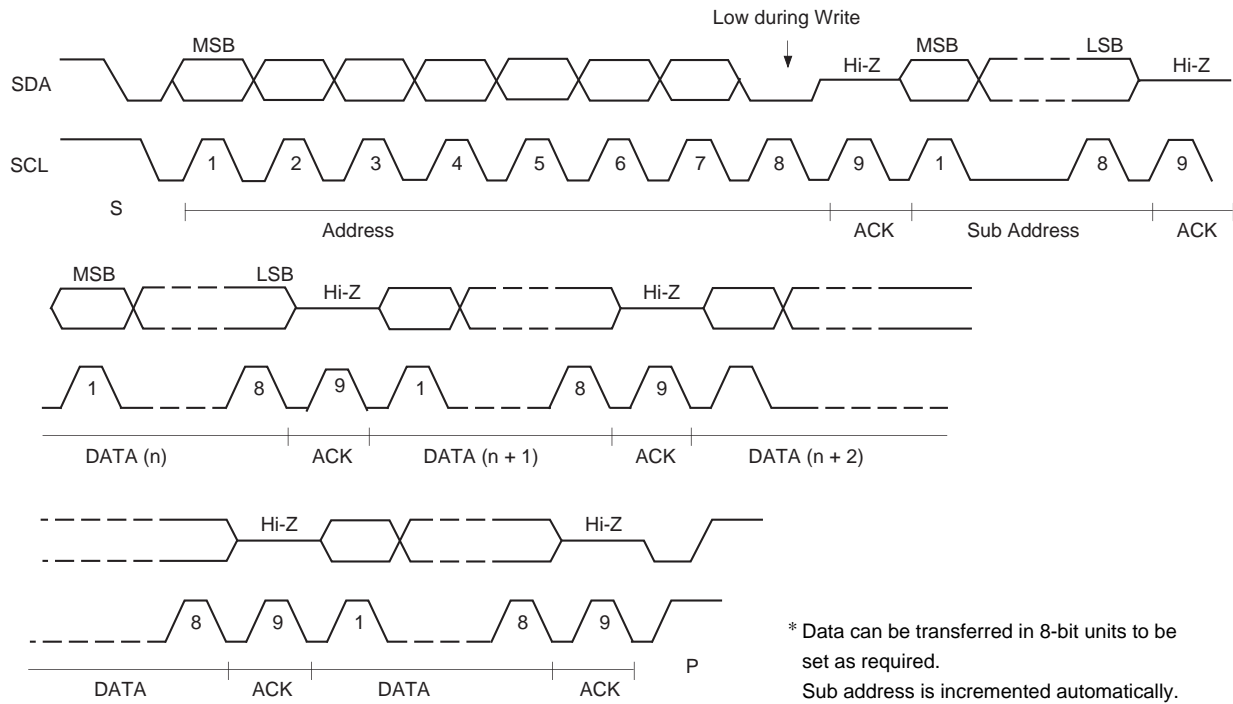 Low during Write
MSB Hi-Z MSB LSB Hi-Z
SDA
SCL 1 2 3 4 5 6 7 8 9 1 8 9
S
Address ACK Sub Address ACK
MSB LSB Hi-Z Hi-Z
1 8 9 1 8 9
DATA (n) ACK DATA (n + 1) ACK DATA (n + 2)
Hi-Z Hi-Z
8 9 1 8 9
P
DATA ACK DATA ACK
* Data can be transferred in 8-bit units to be
set as required.
Sub address is incremented automatically.